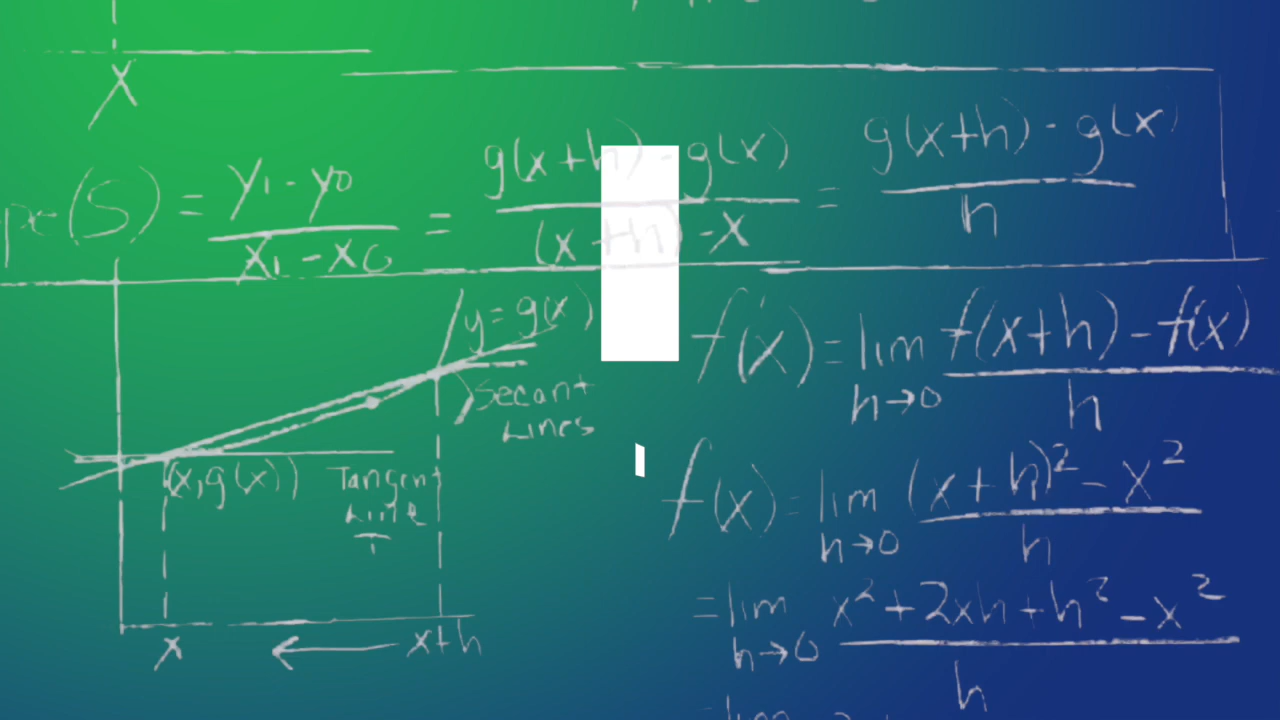 X
pe(S) = y₁ - y₀ / x₁ - x₀ = g(x+h) - g(x) / (x+h) - x = g(x+h) - g(x) / h
y = g(x)
Secant
Lines
(x, g(x))
Tangent
Line
x
x+h
f'(x) = lim h→0 f(x+h) - f(x) / h
f'(x) = lim h→0 (x+h)² - x² / h
= lim h→0 x² + 2xh + h² - x² / h